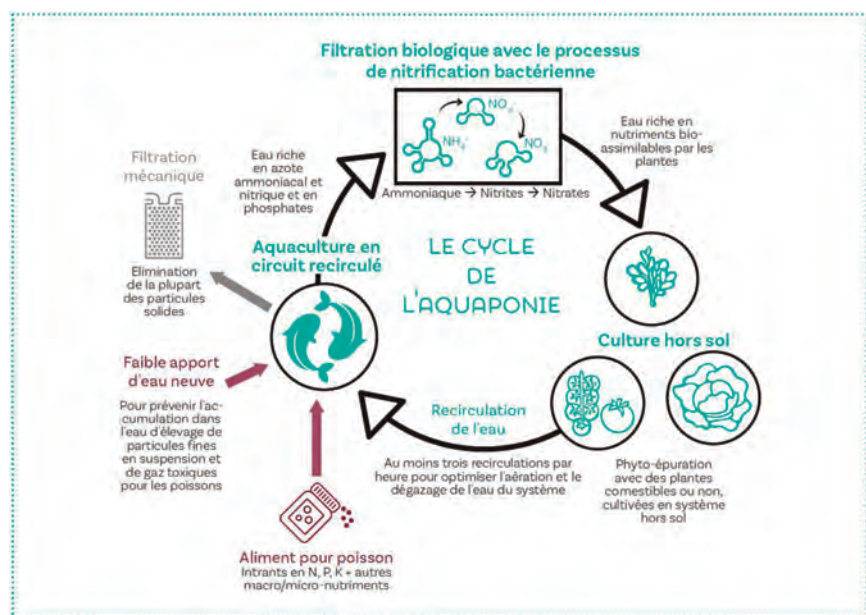 Filtration biologique avec le processus
de nitrification bactérienne
NH₄⁺
NO₂⁻
NO₃⁻
Ammoniaque → Nitrites → Nitrates
Eau riche
en azote
ammoniacal et
nitrique et en
phosphates
Eau riche en
nutriments bio-
assimilables par les
plantes
Filtration
mécanique
Elimination
de la plupart
des particules
solides
Aquaculture en
circuit recirculé
LE CYCLE
DE
L'AQUAPONIE
Culture hors sol
Faible apport
d'eau neuve
Pour prévenir l'ac-
cumulation dans
l'eau d'élevage de
particules fines
en suspension et
de gaz toxiques
pour les poissons
Recirculation
de l'eau
Au moins trois recirculations par
heure pour optimiser l'aération et le
dégazage de l'eau du système
Phyto-épuration
avec des plantes
comestibles ou non,
cultivées en système
hors sol
Aliment pour poisson
Intrants en N, P, K + autres
macro/micro-nutriments